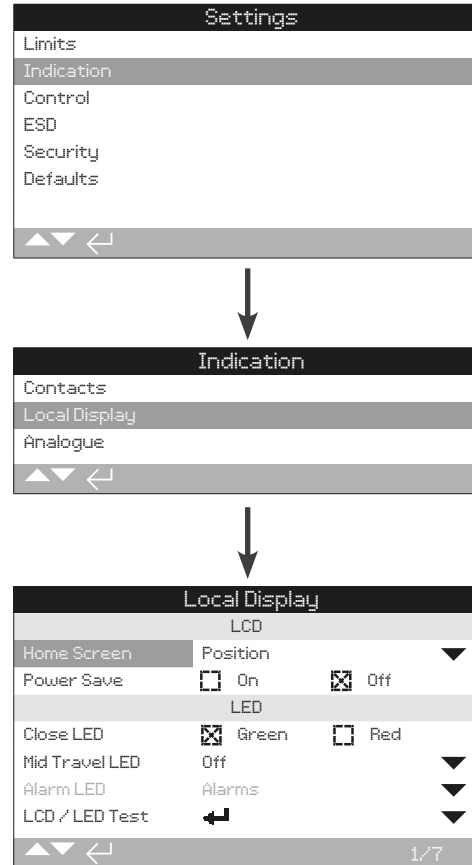 Settings
Limits
Indication
Control
ESD
Security
Defaults
Indication
Contacts
Local Display
Analogue
Local Display
LCD
Home Screen Position
Power Save On Off
LED
Close LED Green Red
Mid Travel LED Off
Alarm LED Alarms
LCD / LED Test
1/7